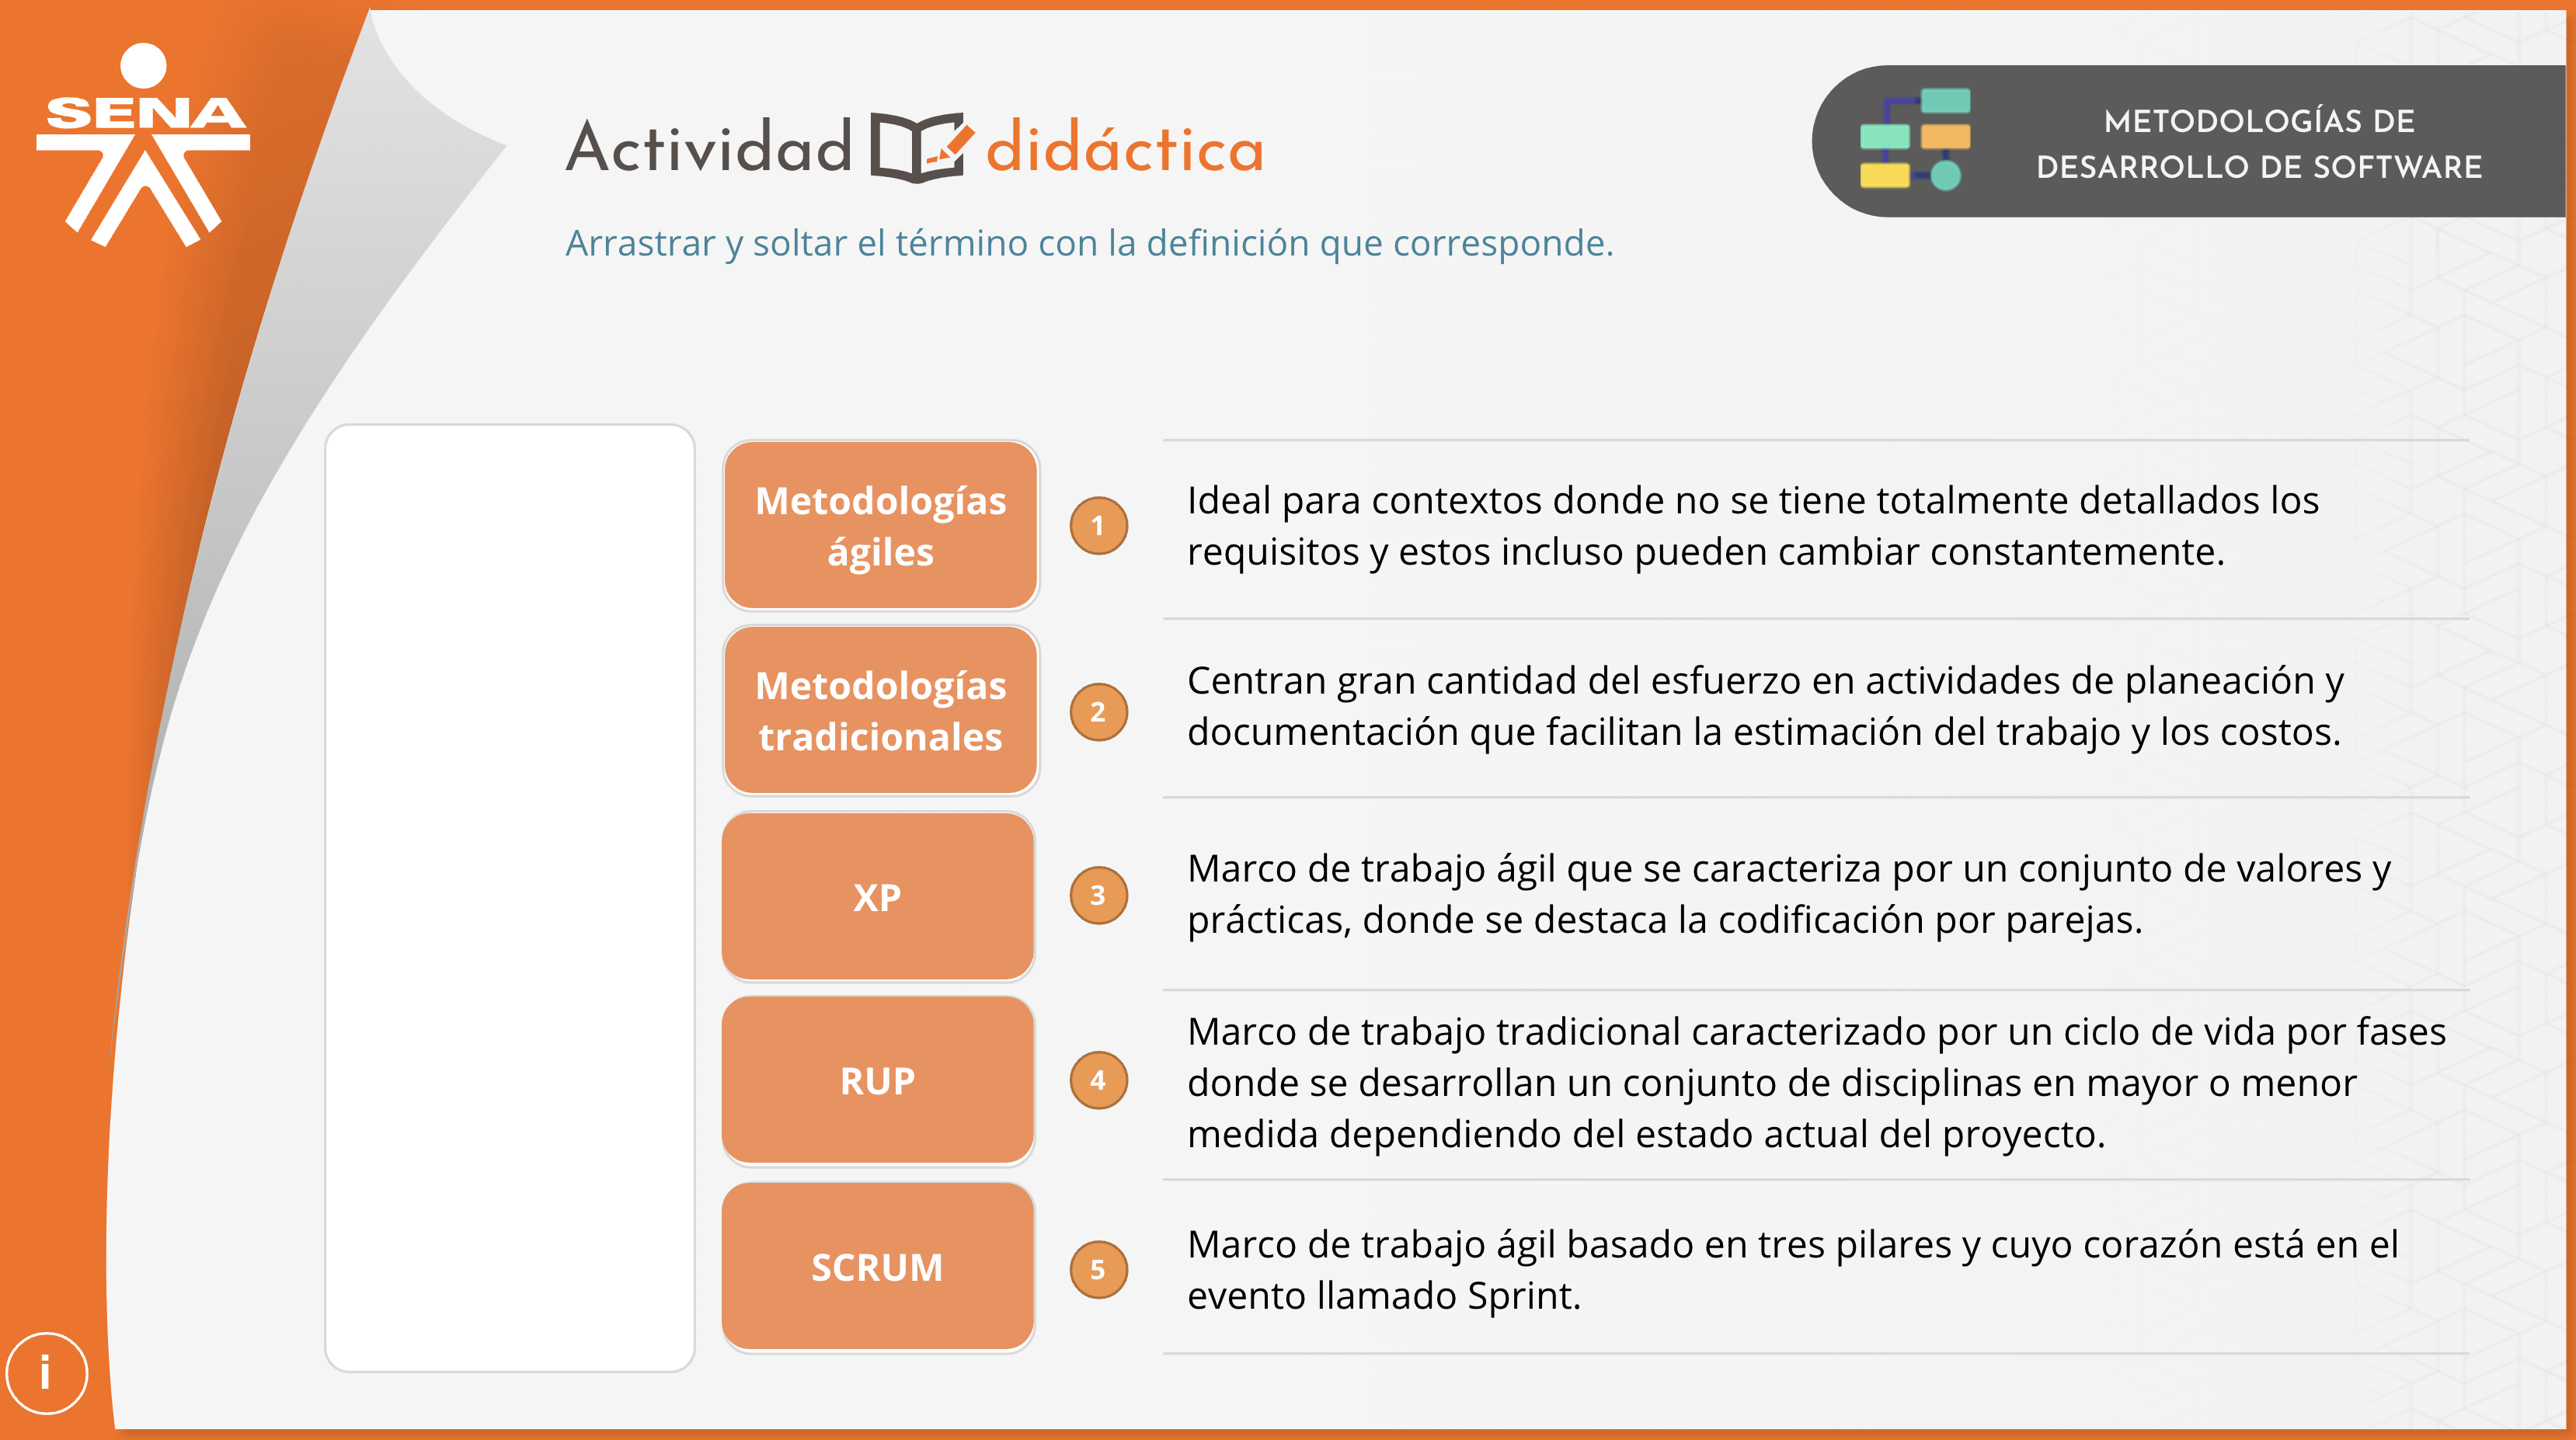 SENA
Actividad didáctica
METODOLOGÍAS DE
DESARROLLO DE SOFTWARE
Arrastrar y soltar el término con la definición que corresponde.
Metodologías
ágiles
1
Ideal para contextos donde no se tiene totalmente detallados los
requisitos y estos incluso pueden cambiar constantemente.
Metodologías
tradicionales
2
Centran gran cantidad del esfuerzo en actividades de planeación y
documentación que facilitan la estimación del trabajo y los costos.
XP
3
Marco de trabajo ágil que se caracteriza por un conjunto de valores y
prácticas, donde se destaca la codificación por parejas.
RUP
4
Marco de trabajo tradicional caracterizado por un ciclo de vida por fases
donde se desarrollan un conjunto de disciplinas en mayor o menor
medida dependiendo del estado actual del proyecto.
SCRUM
5
Marco de trabajo ágil basado en tres pilares y cuyo corazón está en el
evento llamado Sprint.
i